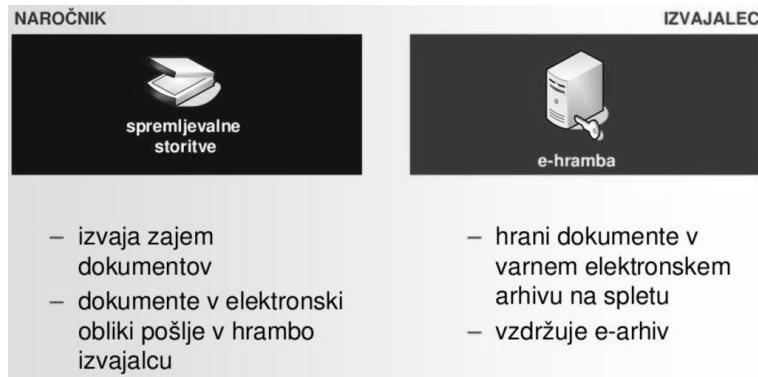 NAROČNIK
IZVAJALEC
spremljevalne
storitve
e-hramba
– izvaja zajem
dokumentov
– dokumente v elektronski
obliki pošlje v hrambo
izvajalcu
– hrani dokumente v
varnem elektronskem
arhivu na spletu
– vzdržuje e-arhiv